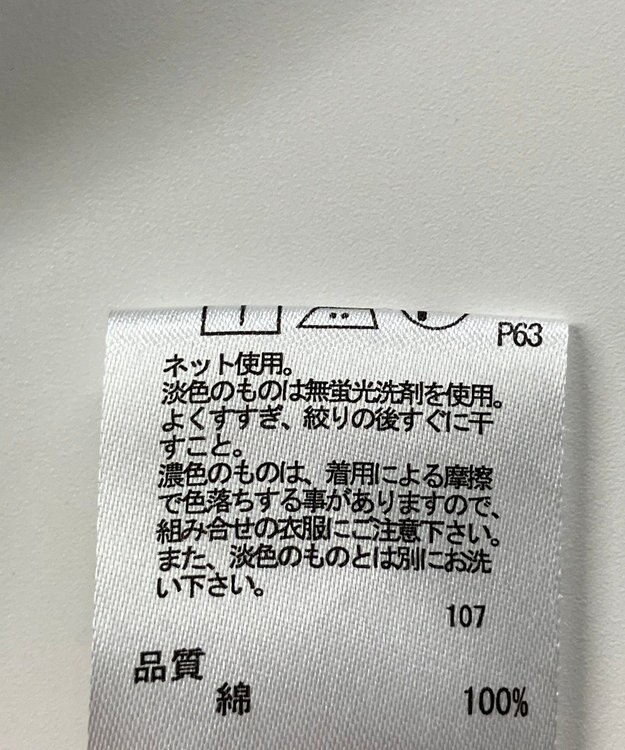 P63
ネット使用。
淡色のものは無蛍光洗剤を使用。
よくすすぎ、絞りの後すぐに干
すこと。
濃色のものは、着用による摩擦
で色落ちする事がありますので、
組み合せの衣服にご注意下さい。
また、淡色のものとは別にお洗
い下さい。
107
品質
綿 100%